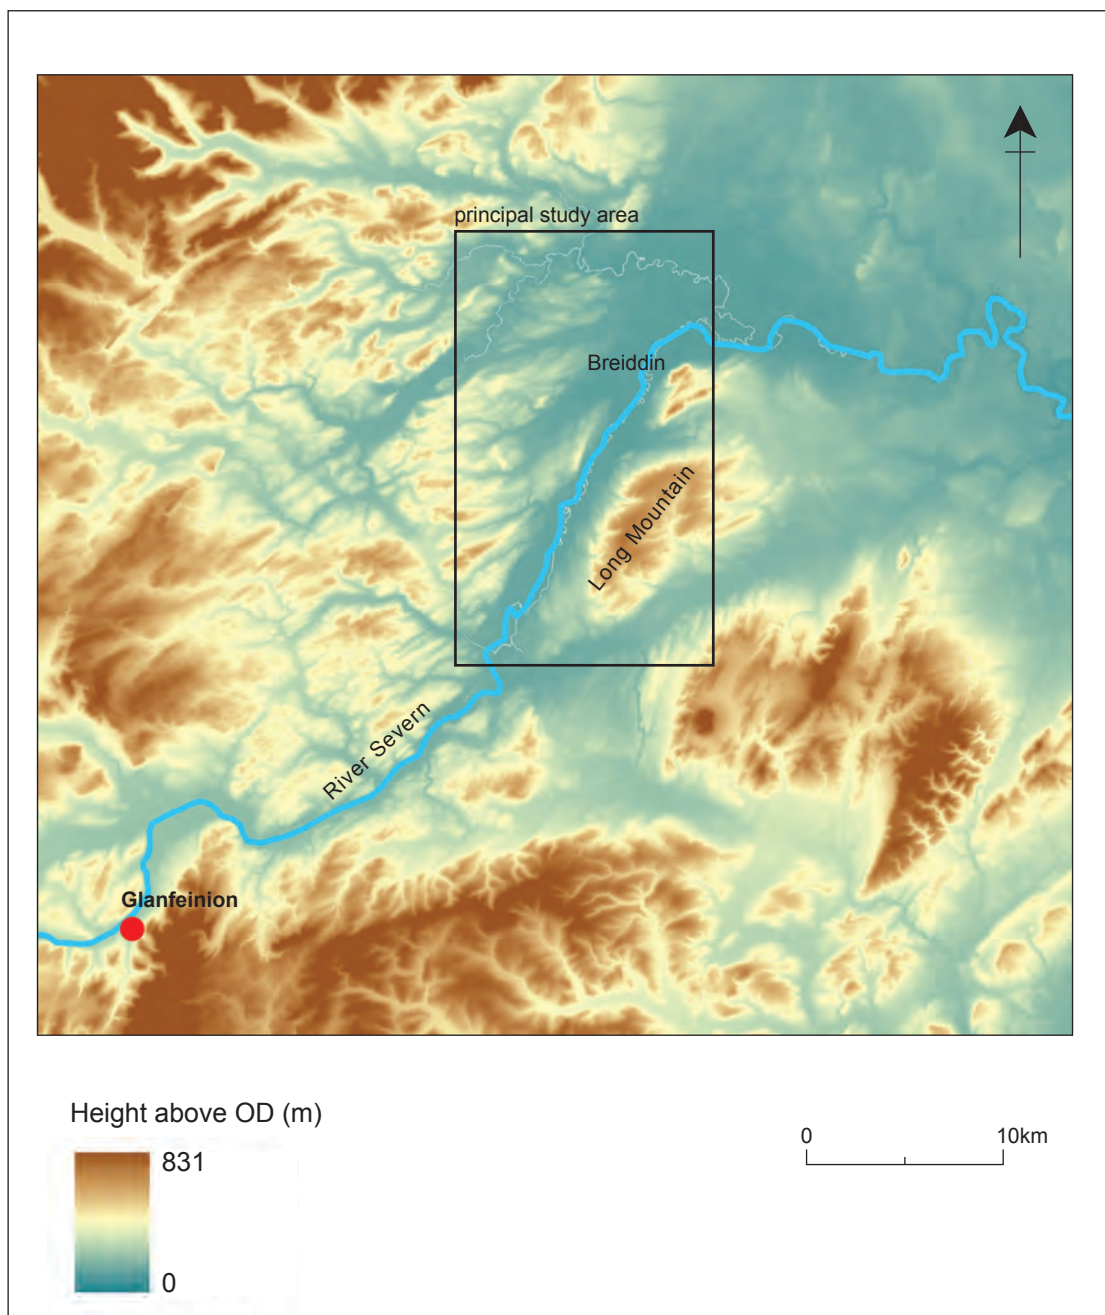 principal study area
Breiddin
Long Mountain
River Severn
Glanfeinion
Height above OD (m)
831
0
0
10km